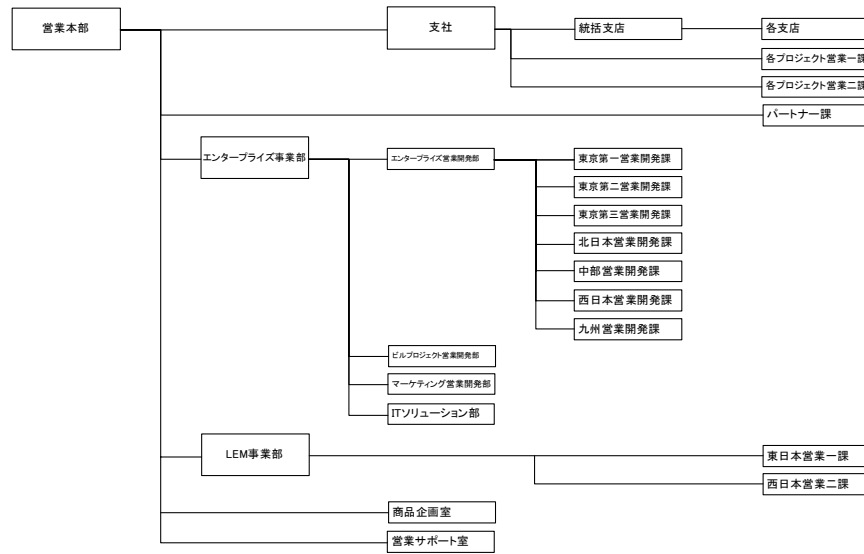 営業本部
支社
統括支店
各支店
各プロジェクト営業一課
各プロジェクト営業二課
パートナー課
エンタープライズ事業部
エンタープライズ営業開発部
東京第一営業開発課
東京第二営業開発課
東京第三営業開発課
北日本営業開発課
中部営業開発課
西日本営業開発課
九州営業開発課
ビルプロジェクト営業開発部
マーケティング営業開発部
ITソリューション部
LEM事業部
東日本営業一課
西日本営業二課
商品企画室
営業サポート室